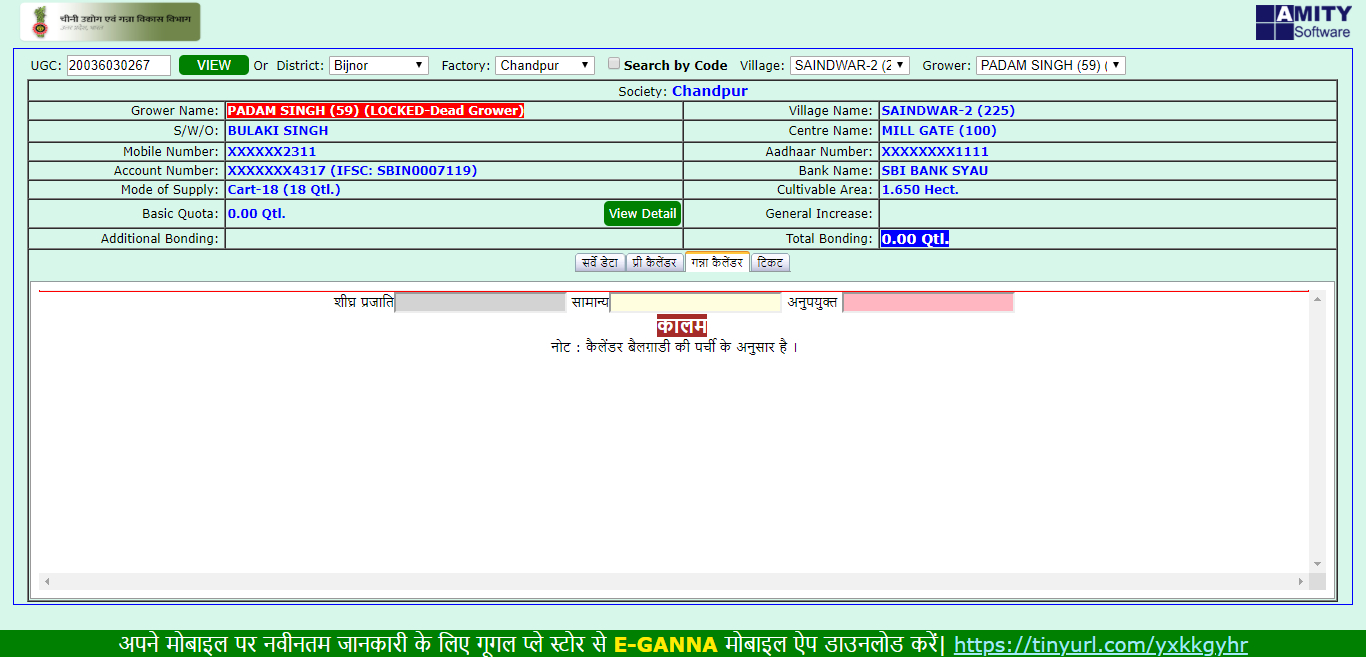 चीनी उद्योग एवं गन्ना विकास विभाग
उत्तर प्रदेश, भारत
AMITY
Software
UGC: 20036030267 VIEW Or District: Bijnor Factory: Chandpur Search by Code Village: SAINDWAR-2 (2 Grower: PADAM SINGH (59) (
Society: Chandpur
Grower Name: PADAM SINGH (59) (LOCKED-Dead Grower) Village Name: SAINDWAR-2 (225)
S/W/O: BULAKI SINGH Centre Name: MILL GATE (100)
Mobile Number: XXXXXX2311 Aadhaar Number: XXXXXXXX1111
Account Number: XXXXXXX4317 (IFSC: SBIN0007119) Bank Name: SBI BANK SYAU
Mode of Supply: Cart-18 (18 Qtl.) Cultivable Area: 1.650 Hect.
Basic Quota: 0.00 Qtl. View Detail General Increase:
Additional Bonding: Total Bonding: 0.00 Qtl.
सर्वे डेटा प्री कैलेंडर गन्ना कैलेंडर टिकट
शीघ्र प्रजाति सामान्य अनुपयुक्त
कालम
नोट : कैलेंडर बैलगाडी की पर्ची के अनुसार है ।
अपने मोबाइल पर नवीनतम जानकारी के लिए गूगल प्ले स्टोर से E-GANNA मोबाइल ऐप डाउनलोड करें| https://tinyurl.com/yxkkgyhr